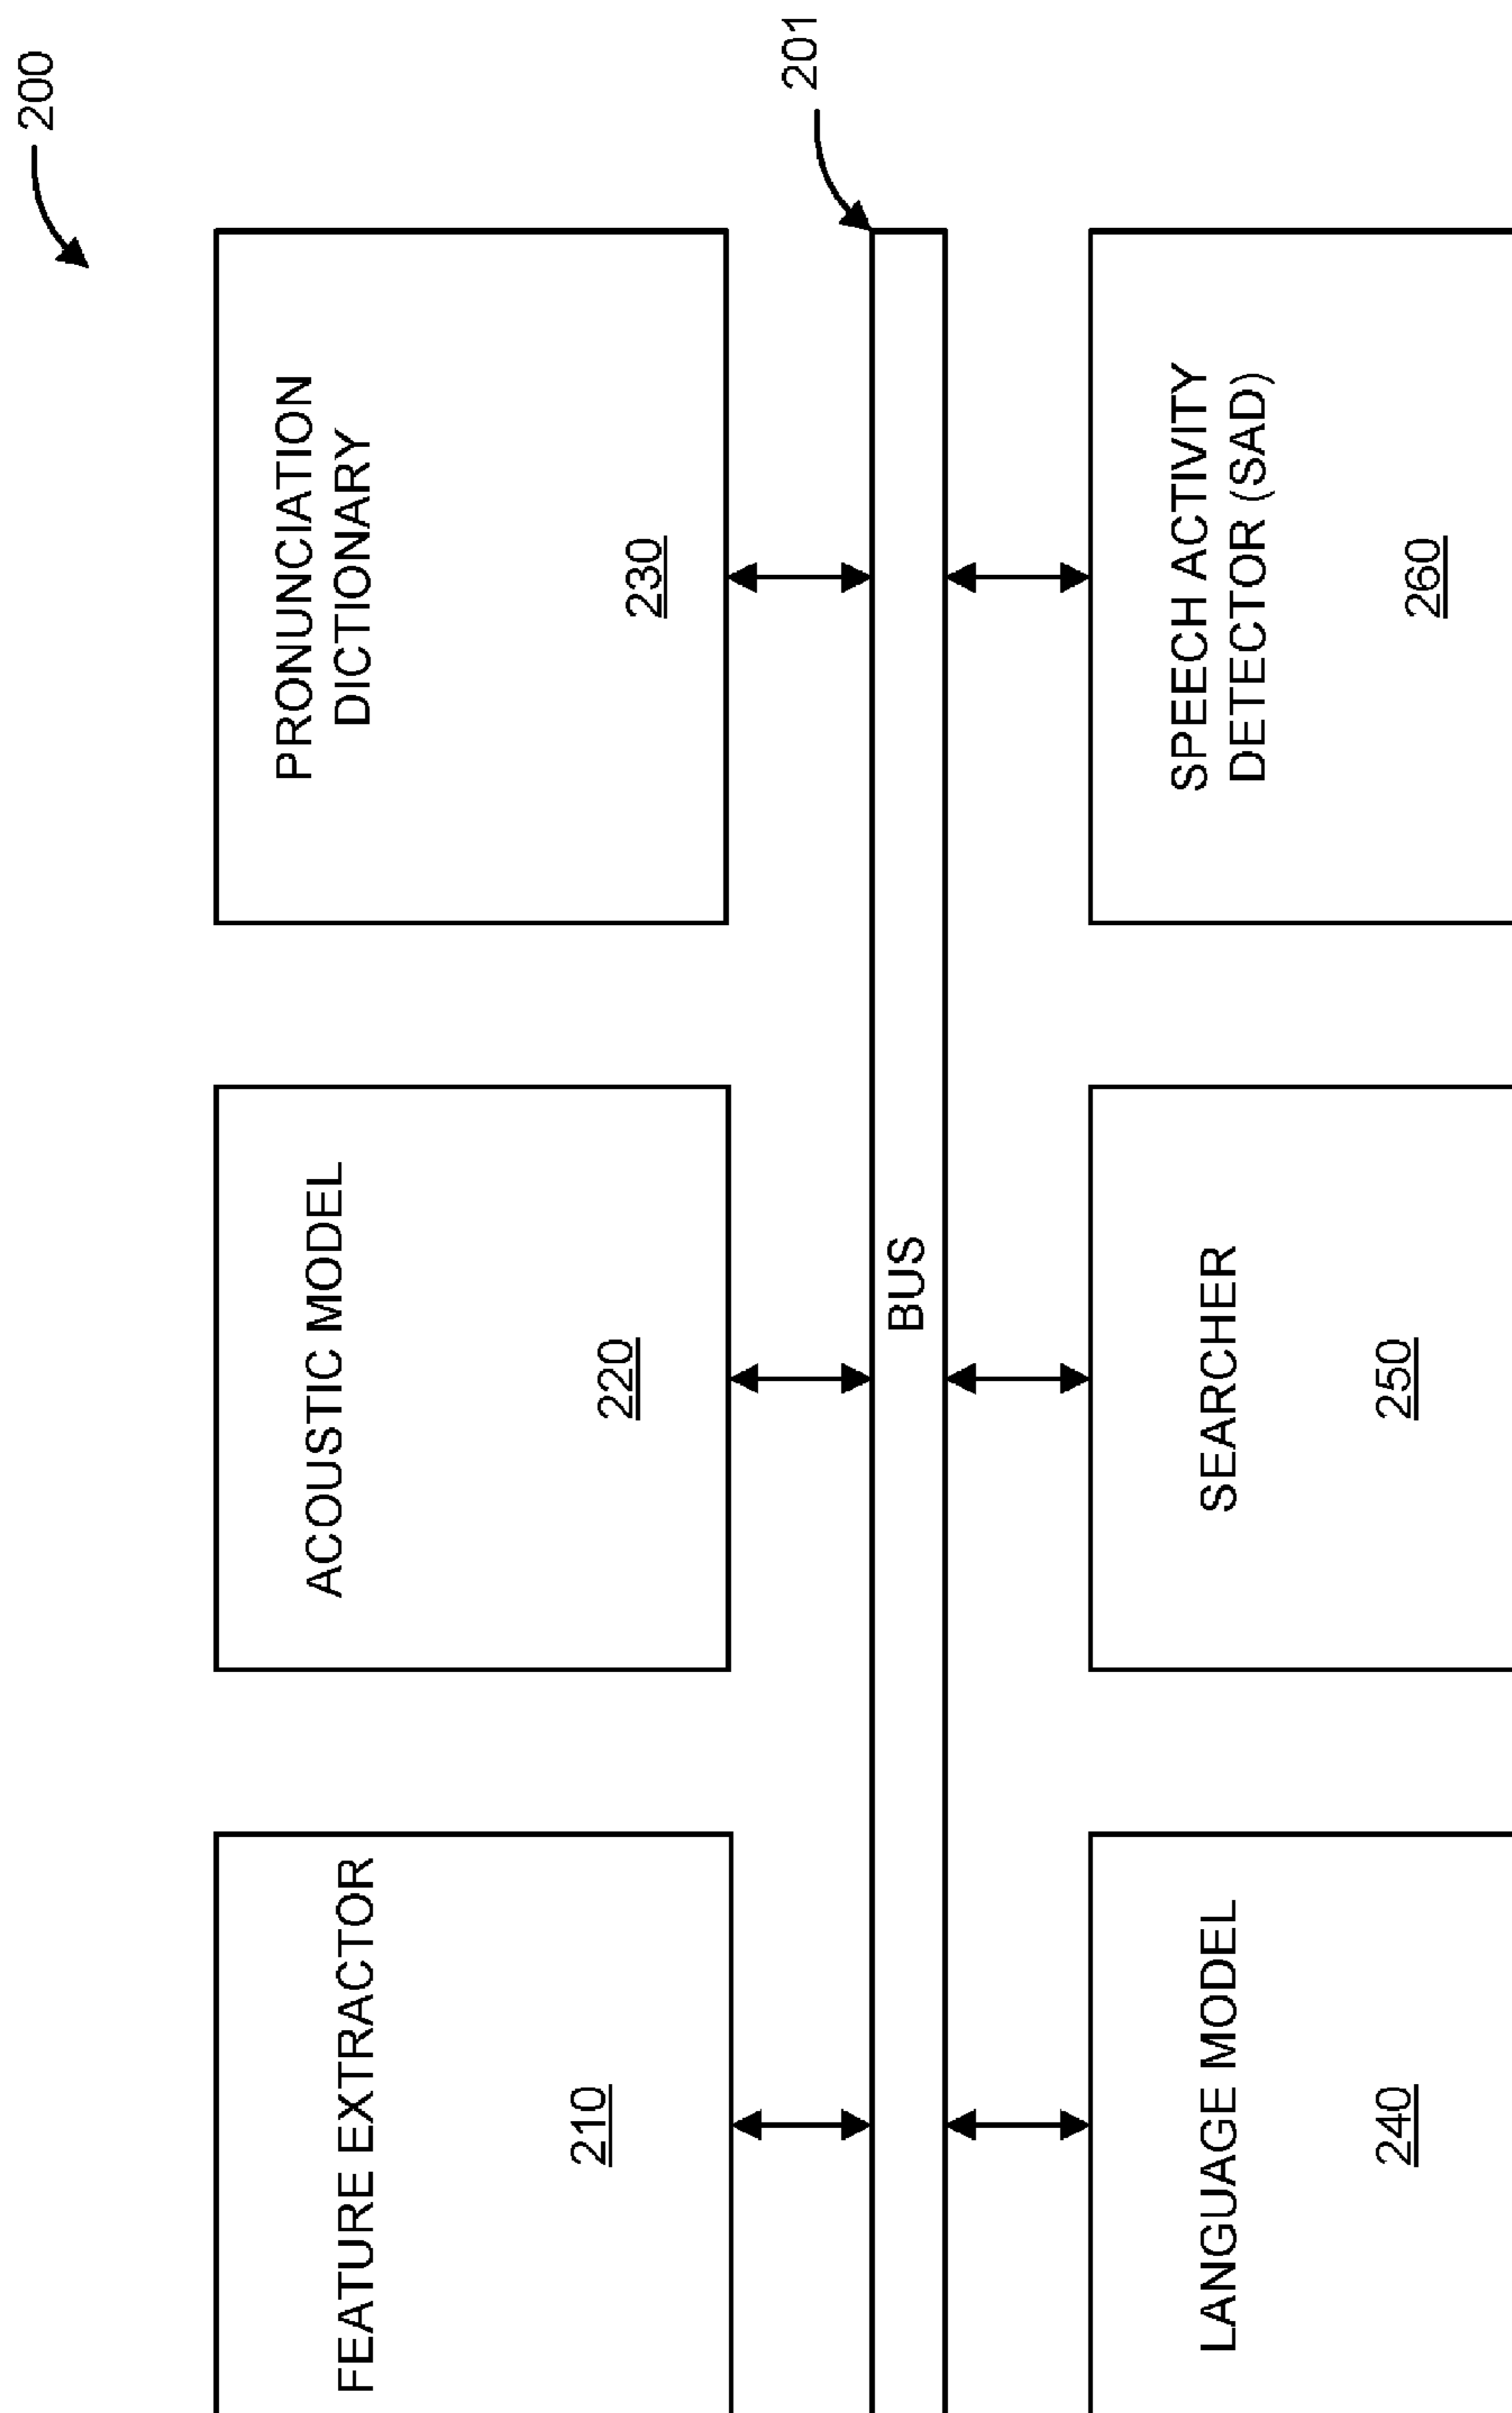 200
FEATURE EXTRACTOR
210
ACOUSTIC MODEL
220
PRONUNCIATION
DICTIONARY
230
201
BUS
LANGUAGE MODEL
240
SEARCHER
250
SPEECH ACTIVITY
DETECTOR (SAD)
260